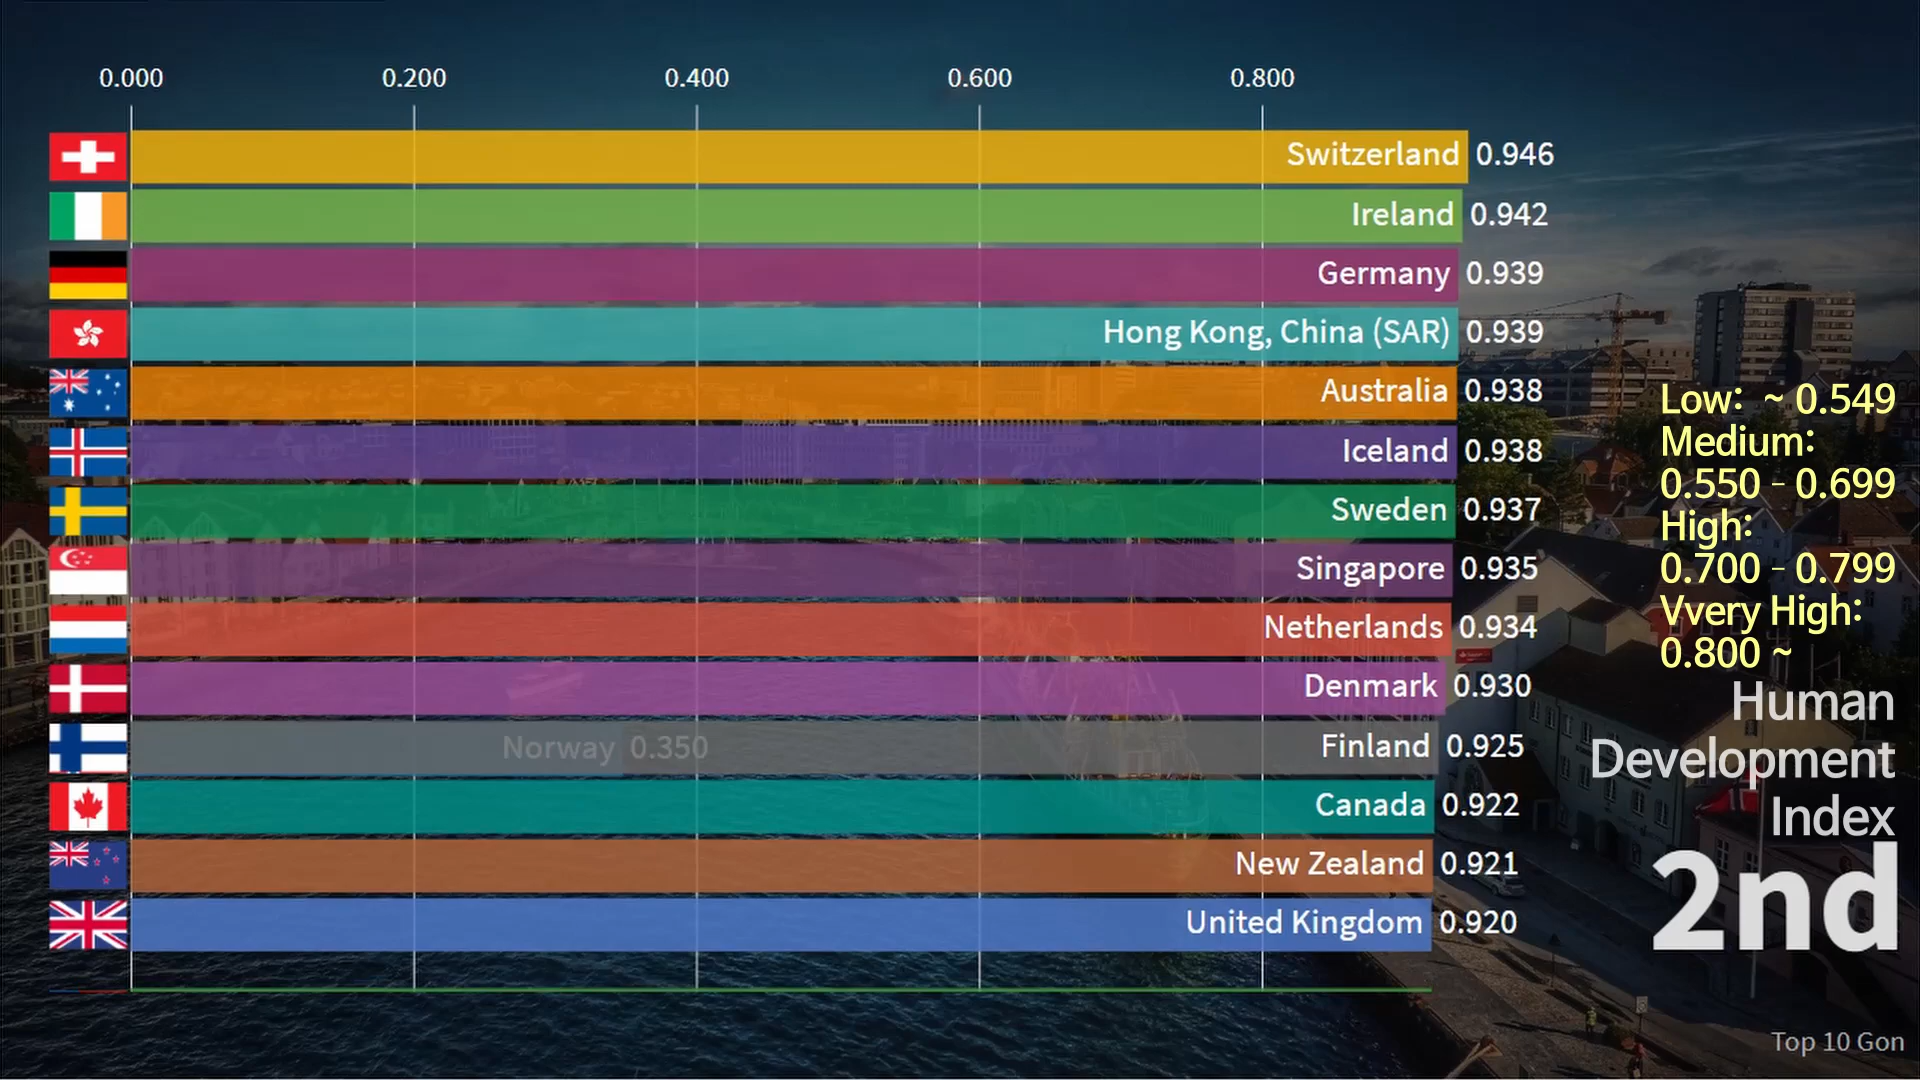 0.000 0.200 0.400 0.600 0.800
Switzerland 0.946
Ireland 0.942
Germany 0.939
Hong Kong, China (SAR) 0.939
Australia 0.938
Iceland 0.938
Sweden 0.937
Singapore 0.935
Netherlands 0.934
Denmark 0.930
Norway 0.350 Finland 0.925
Canada 0.922
New Zealand 0.921
United Kingdom 0.920
Low: ~ 0.549
Medium:
0.550 - 0.699
High:
0.700 - 0.799
Vvery High:
0.800 ~
Human
Development
Index
2nd
Top 10 Gon